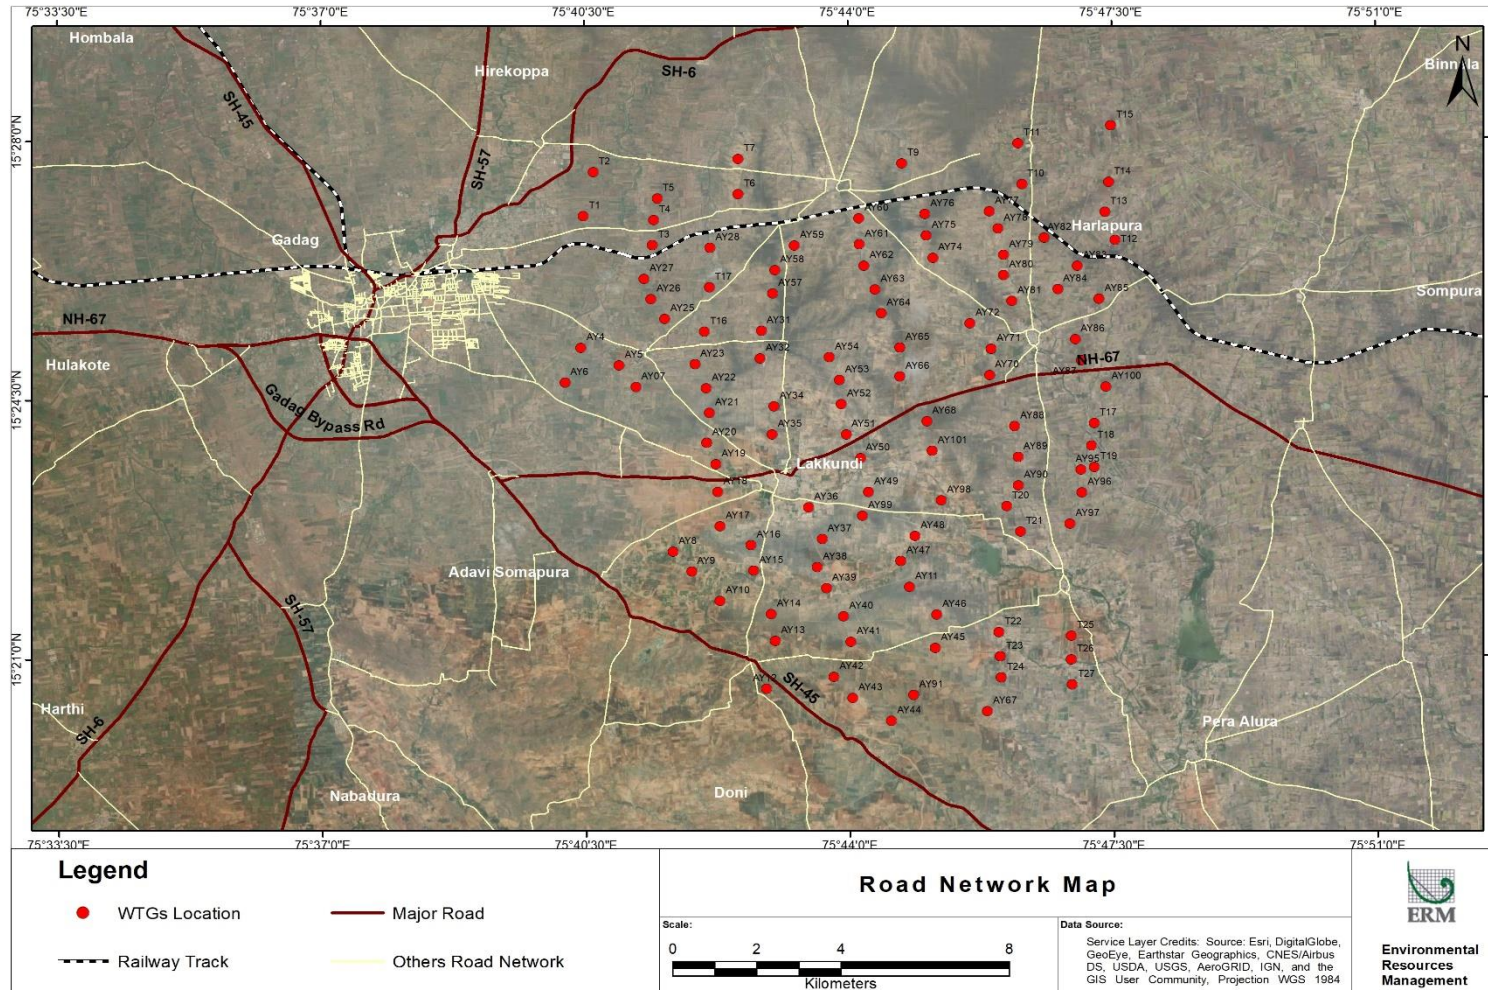 75°33'30"E 75°37'0"E 75°40'30"E 75°44'0"E 75°47'30"E 75°51'0"E
Hombala
N
Hirekoppa
SH-6
Binn
SH-45
15°28'0"N
T15
T11
SH-57
T7
T9
T2
T10
T14
T5
T6
T1
T4
AY60
AY76
AY77
T13
AY78
AY75
AY82
Harlapura
Gadag
T3
AY28
AY59
AY61
AY74
AY79
T12
AY58
AY62
AY80
AY27
T17
AY57
AY63
AY84
Sompura
AY26
AY81
AY85
AY25
AY64
NH-67
T16
AY31
AY72
AY86
AY4
AY65
AY71
Hulakote
AY5
AY23
AY32
AY54
NH-67
AY6
AY07
AY22
AY53
AY66
AY70
AY87
AY100
15°24'30"N
Gadag Bypass Rd
AY21
AY34
AY52
AY68
AY88
T17
AY20
AY35
AY51
T18
AY19
Lakkundi
AY50
AY101
AY89
AY95
T19
AY18
AY49
AY90
AY96
AY36
AY99
AY98
T20
AY17
T21
AY97
AY16
AY37
AY48
AY8
AY9
AY15
AY38
AY47
Adavi Somapura
AY39
AY11
SH-57
AY10
AY14
AY40
AY46
AY13
AY41
AY45
T22
T25
T23
T26
15°21'0"N
AY12
SH-45
AY42
T24
T27
AY43
AY91
Harthi
SH-6
AY44
AY67
Pera Alura
Nabadura
Doni
75°33'30"E 75°37'0"E 75°40'30"E 75°44'0"E 75°47'30"E 75°51'0"E
Legend
WTGs Location
Major Road
Railway Track
Others Road Network
Road Network Map
Scale:
0 2 4 8
Kilometers
Data Source:
Service Layer Credits: Source: Esri, DigitalGlobe,
GeoEye, Earthstar Geographics, CNES/Airbus
DS, USDA, USGS, AeroGRID, IGN, and the
GIS User Community, Projection WGS 1984
ERM
Environmental
Resources
Management